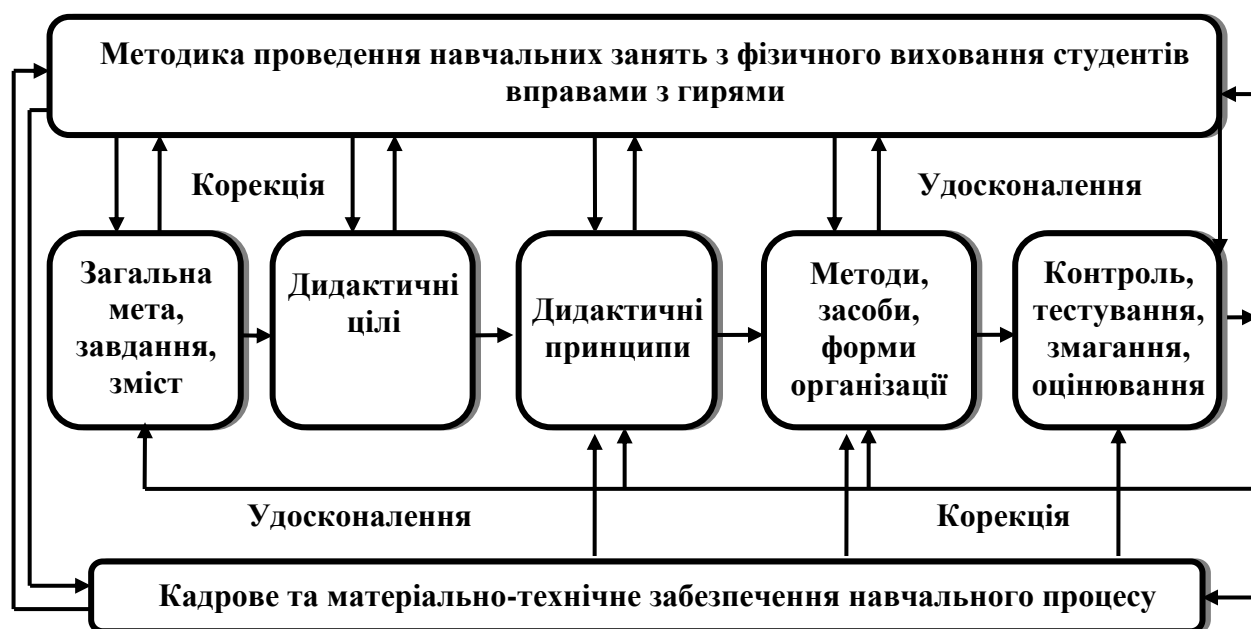 Методика проведення навчальних занять з фізичного виховання студентів
вправами з гирями
Корекція
Удосконалення
Загальна
мета,
завдання,
зміст
Дидактичні
цілі
Дидактичні
принципи
Методи,
засоби,
форми
організації
Контроль,
тестування,
змагання,
оцінювання
Удосконалення
Корекція
Кадрове та матеріально-технічне забезпечення навчального процесу